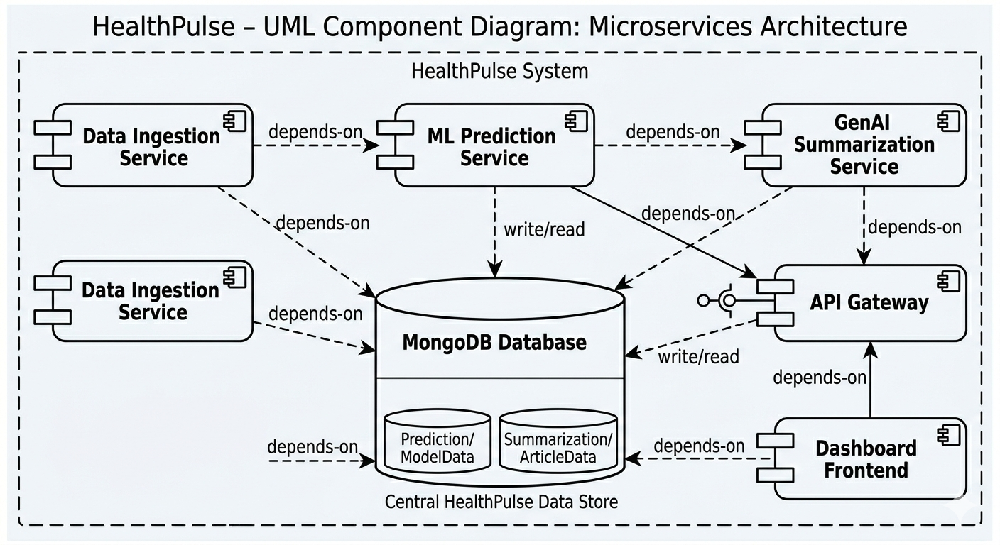 HealthPulse – UML Component Diagram: Microservices Architecture
HealthPulse System
Data Ingestion
Service
depends-on
ML Prediction
Service
depends-on
GenAI
Summarization
Service
depends-on
write/read
depends-on
depends-on
Data Ingestion
Service
depends-on
MongoDB Database
API Gateway
write/read
depends-on
depends-on
Prediction/
ModelData
Summarization/
ArticleData
depends-on
Dashboard
Frontend
Central HealthPulse Data Store